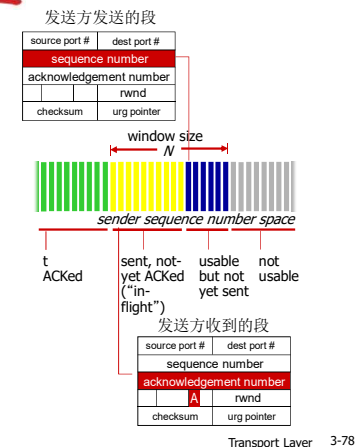 发送方发送的段
source port # dest port #
sequence number
acknowledgement number
rwnd
checksum urg pointer
window size
N
sender sequence number space
t
ACKed
sent, not-
yet ACKed
(“in-
flight”)
usable
but not
yet sent
not
usable
发送方收到的段
source port # dest port #
sequence number
acknowledgement number
A rwnd
checksum urg pointer
Transport Layer 3-78